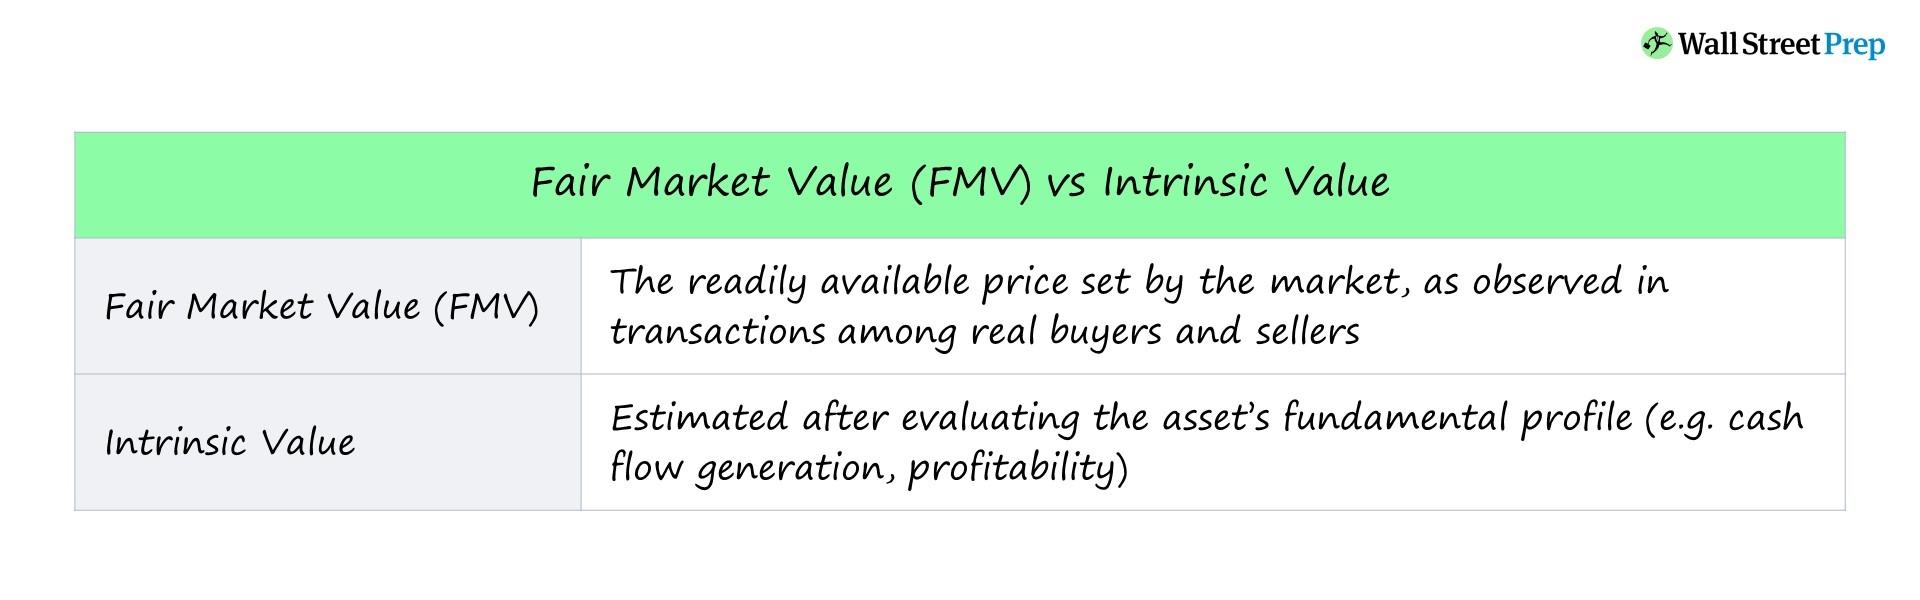 Wall Street Prep
Fair Market Value (FMV) vs Intrinsic Value
Fair Market Value (FMV)
The readily available price set by the market, as observed in
transactions among real buyers and sellers
Intrinsic Value
Estimated after evaluating the asset’s fundamental profile (e.g. cash
flow generation, profitability)